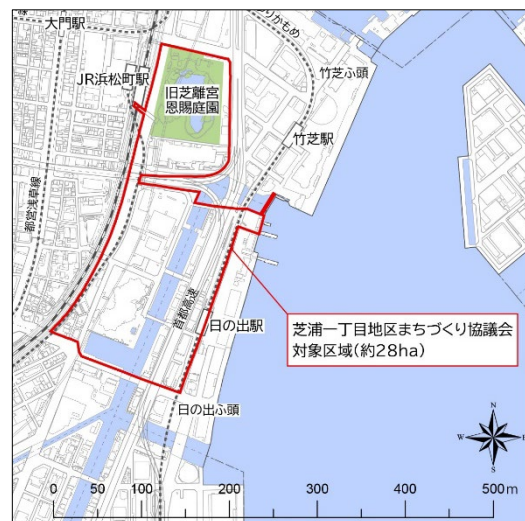 大門駅
りかもめ
JR浜松町駅
旧芝離宮
恩賜庭園
竹芝ふ頭
竹芝駅
都営浅草線
首都高速
芝浦一丁目地区まちづくり協議会
対象区域(約28ha)
日の出駅
日の出ふ頭
N
W
E
S
0 50 100 200 300 400 500m